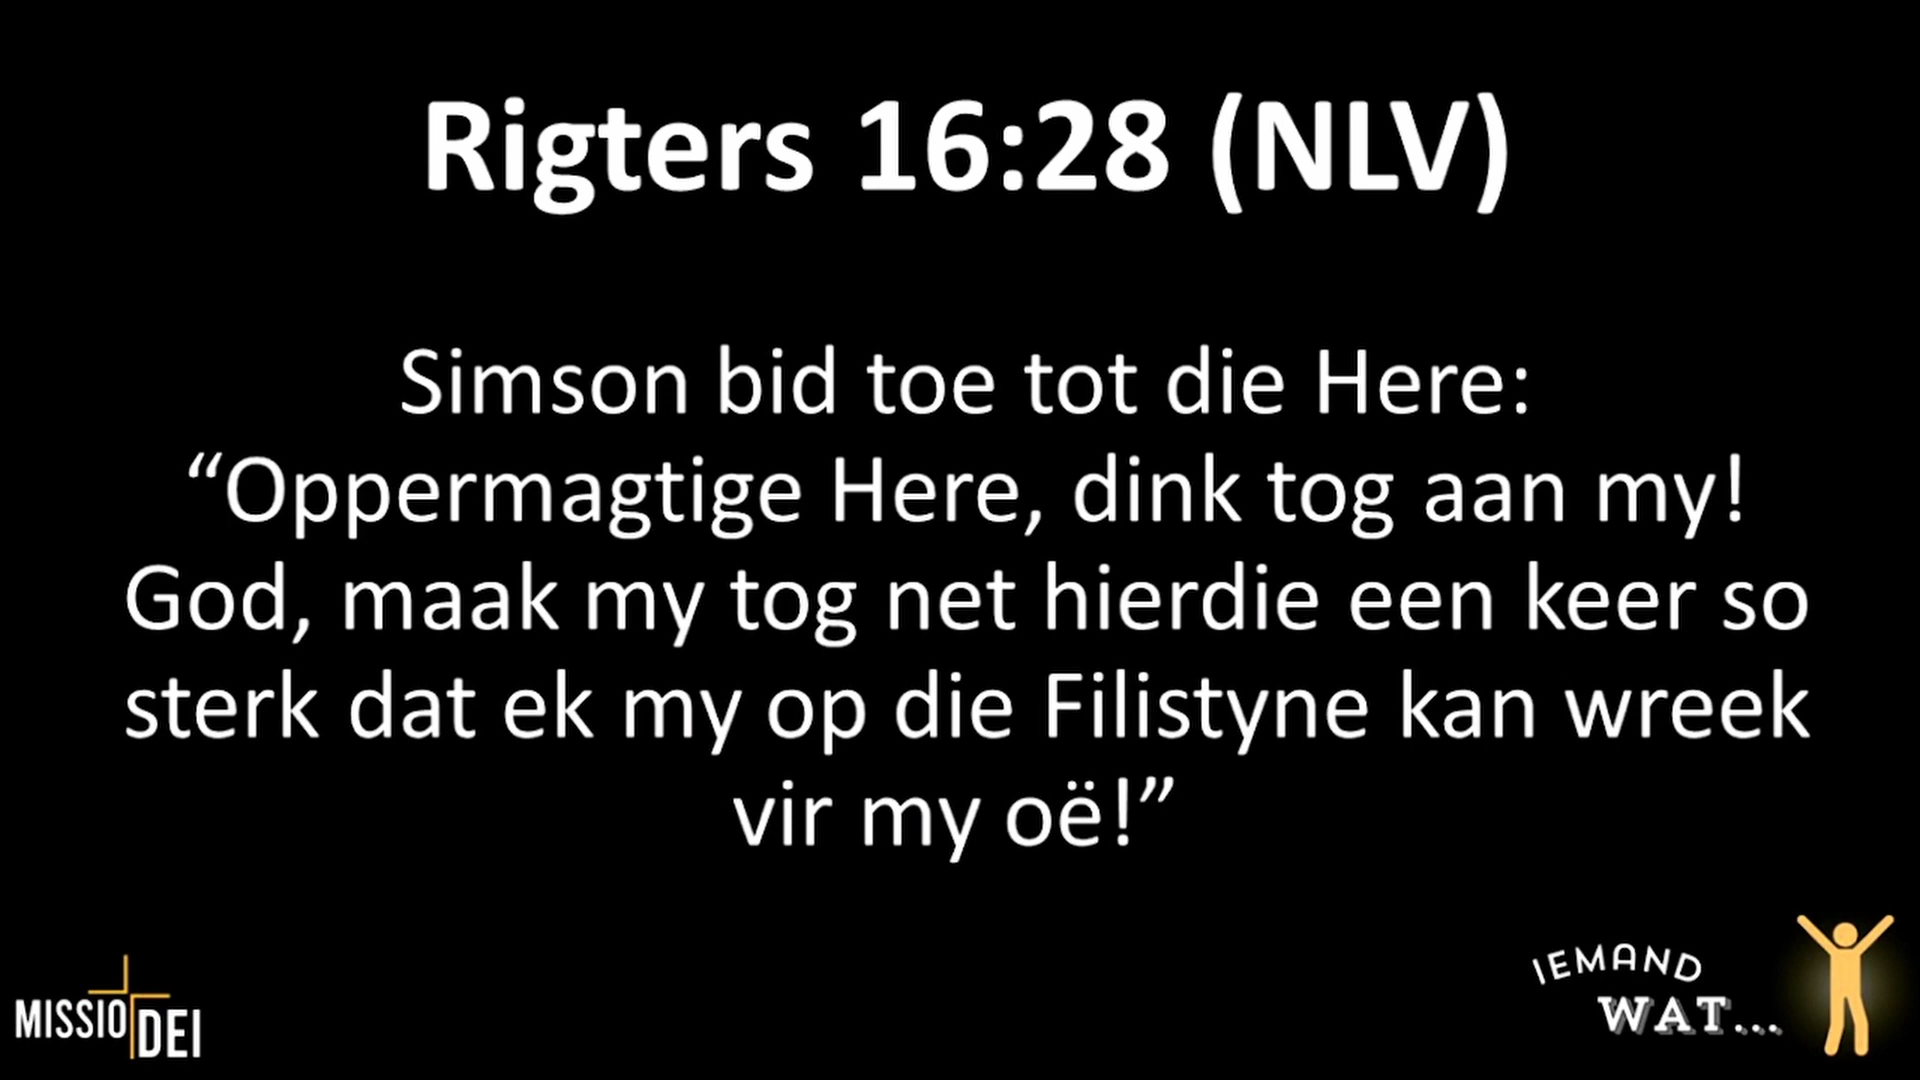 Rigters 16:28 (NLV)
Simson bid toe tot die Here:
“Oppermagtige Here, dink tog aan my!
God, maak my tog net hierdie een keer so
sterk dat ek my op die Filistyne kan wreek
vir my oë!”
MISSIO DEI
IEMAND
WAT...